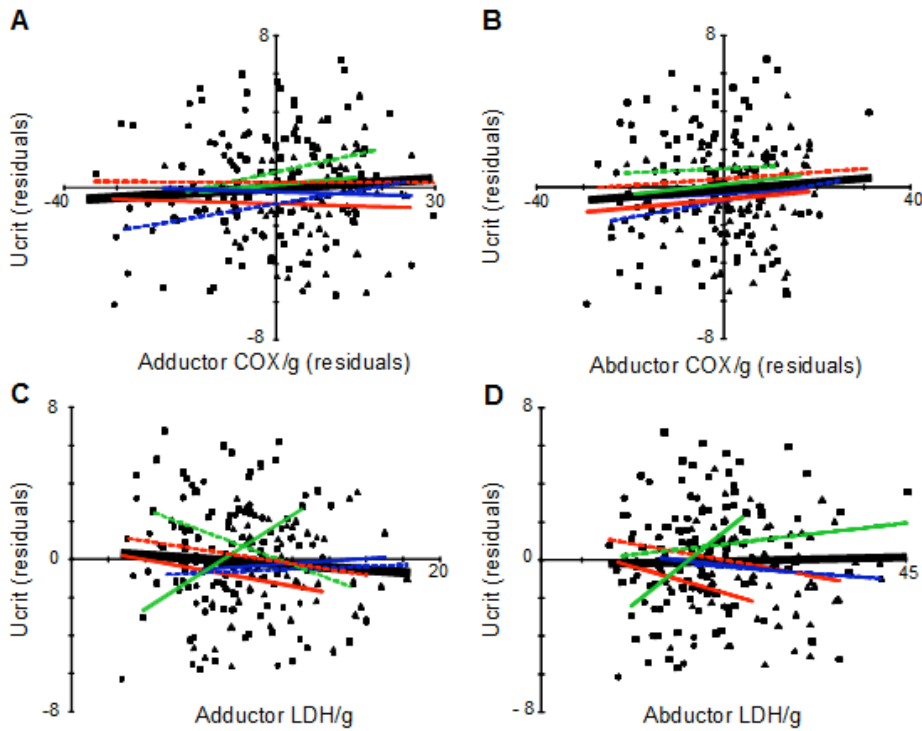 A
8
Ucrit (residuals)
-40
30
-8
Adductor COX/g (residuals)
B
8
Ucrit (residuals)
-40
40
-8
Abductor COX/g (residuals)
C
8
Ucrit (residuals)
0
20
-8
Adductor LDH/g
D
8
Ucrit (residuals)
0
45
- 8
Abductor LDH/g